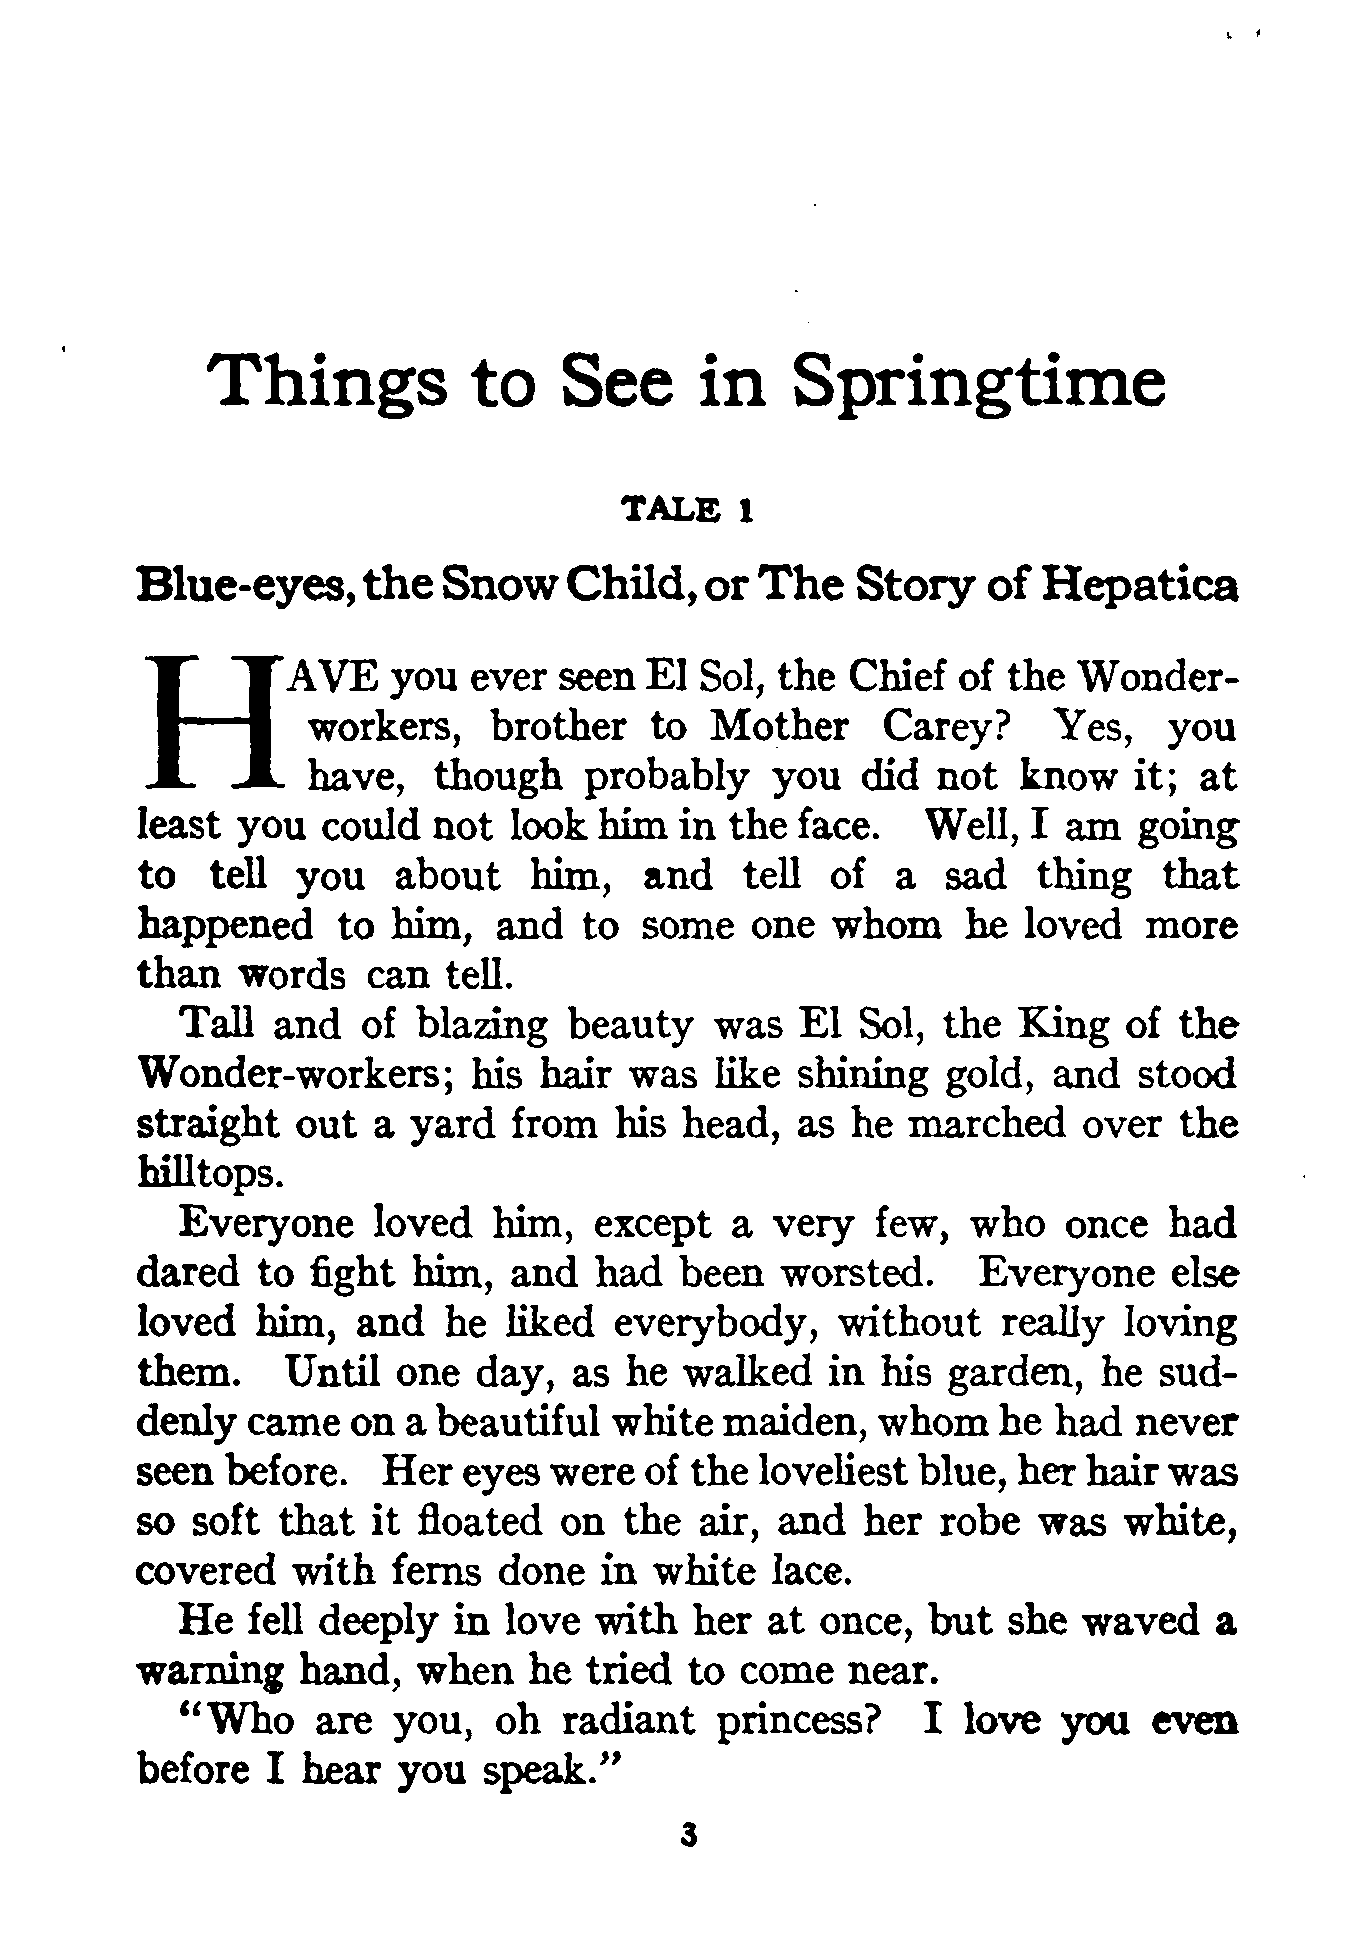 Things to See in Springtime
TALE 1
Blue-eyes, the Snow Child, or The Story of Hepatica
HAVE you ever seen El Sol, the Chief of the Wonder-
workers, brother to Mother Carey? Yes, you
have, though probably you did not know it; at
least you could not look him in the face. Well, I am going
to tell you about him, and tell of a sad thing that
happened to him, and to some one whom he loved more
than words can tell.
Tall and of blazing beauty was El Sol, the King of the
Wonder-workers; his hair was like shining gold, and stood
straight out a yard from his head, as he marched over the
hilltops.
Everyone loved him, except a very few, who once had
dared to fight him, and had been worsted. Everyone else
loved him, and he liked everybody, without really loving
them. Until one day, as he walked in his garden, he sud-
denly came on a beautiful white maiden, whom he had never
seen before. Her eyes were of the loveliest blue, her hair was
so soft that it floated on the air, and her robe was white,
covered with ferns done in white lace.
He fell deeply in love with her at once, but she waved a
warning hand, when he tried to come near.
"Who are you, oh radiant princess? I love you even
before I hear you speak."
3